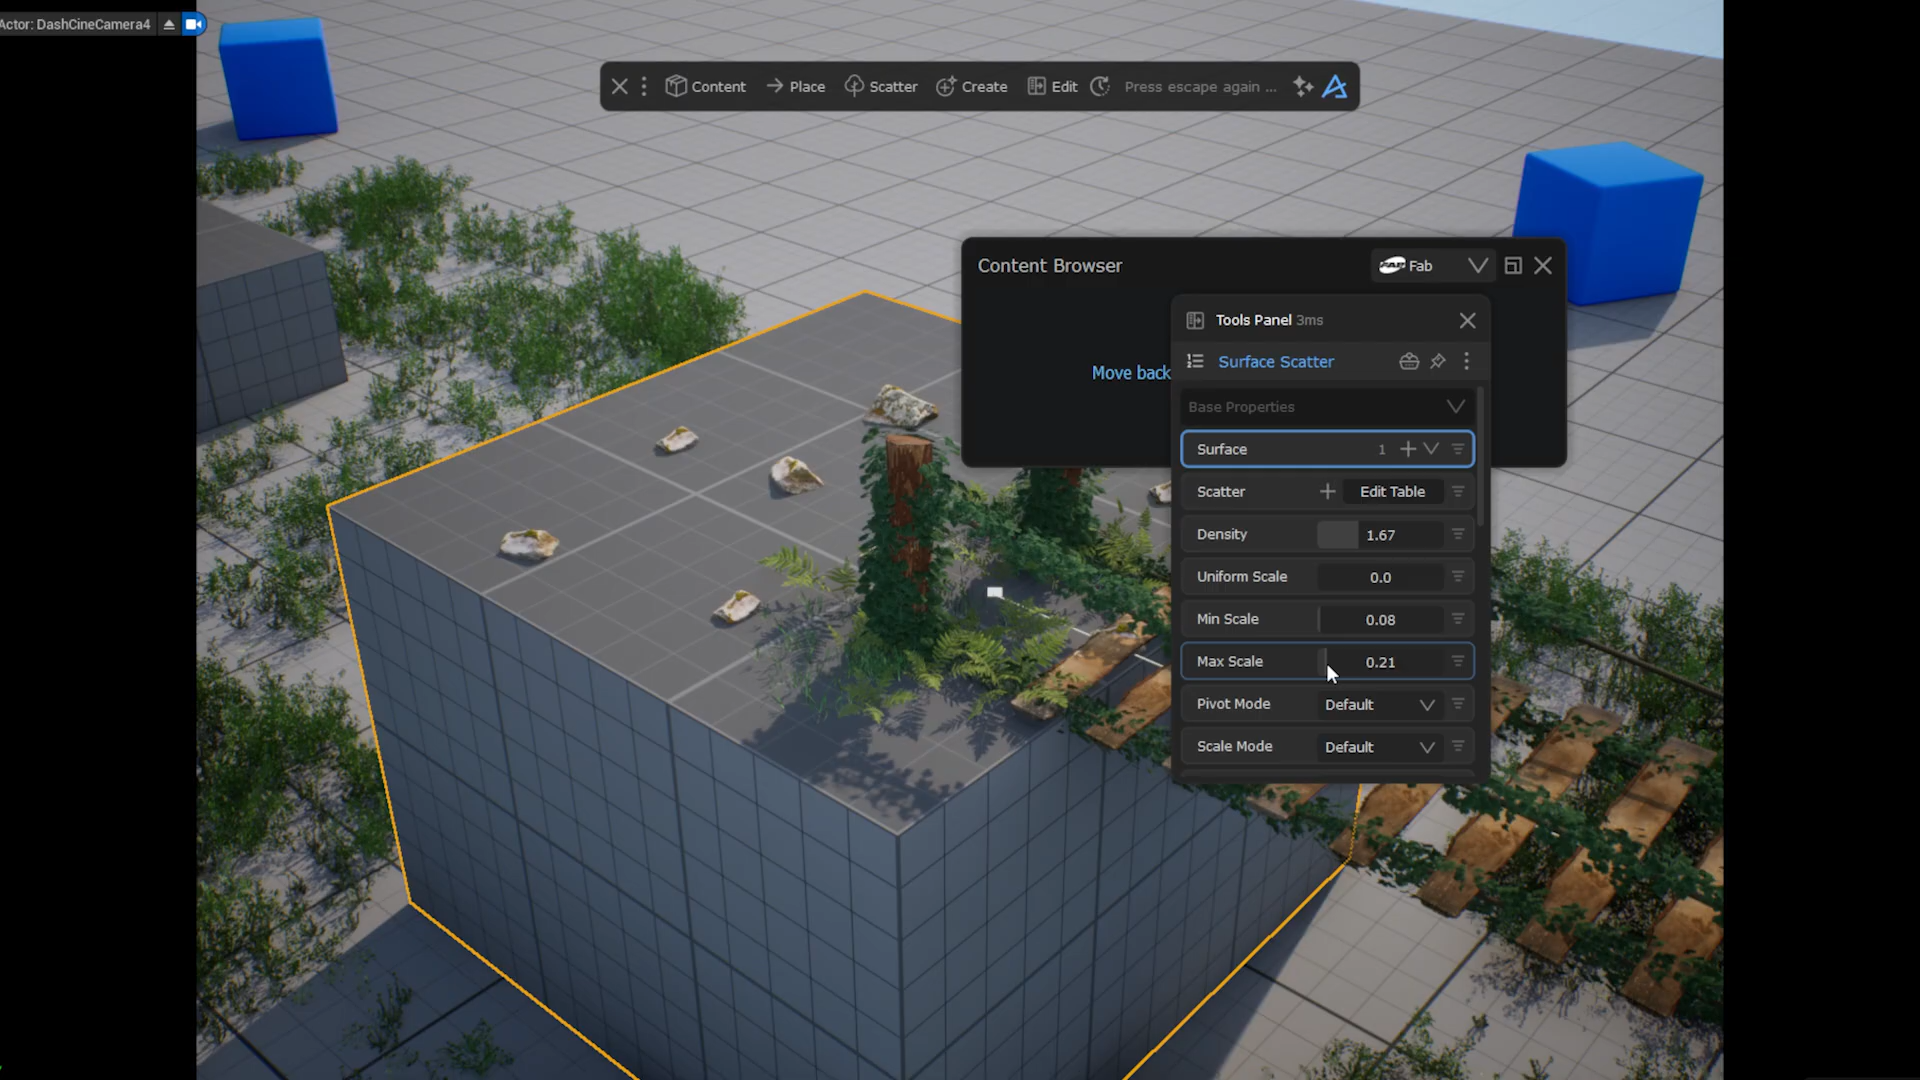 Actor: DashCineCamera4
Content Place Scatter Create Edit Press escape again ...
Content Browser
Fab
Move back
Tools Panel 3ms
Surface Scatter
Base Properties
Surface 1
Scatter Edit Table
Density 1.67
Uniform Scale 0.0
Min Scale 0.08
Max Scale 0.21
Pivot Mode Default
Scale Mode Default